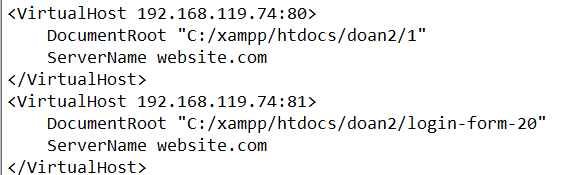 <VirtualHost 192.168.119.74:80>
    DocumentRoot "C:/xampp/htdocs/doan2/1"
    ServerName website.com
</VirtualHost>
<VirtualHost 192.168.119.74:81>
    DocumentRoot "C:/xampp/htdocs/doan2/login-form-20"
    ServerName website.com
</VirtualHost>